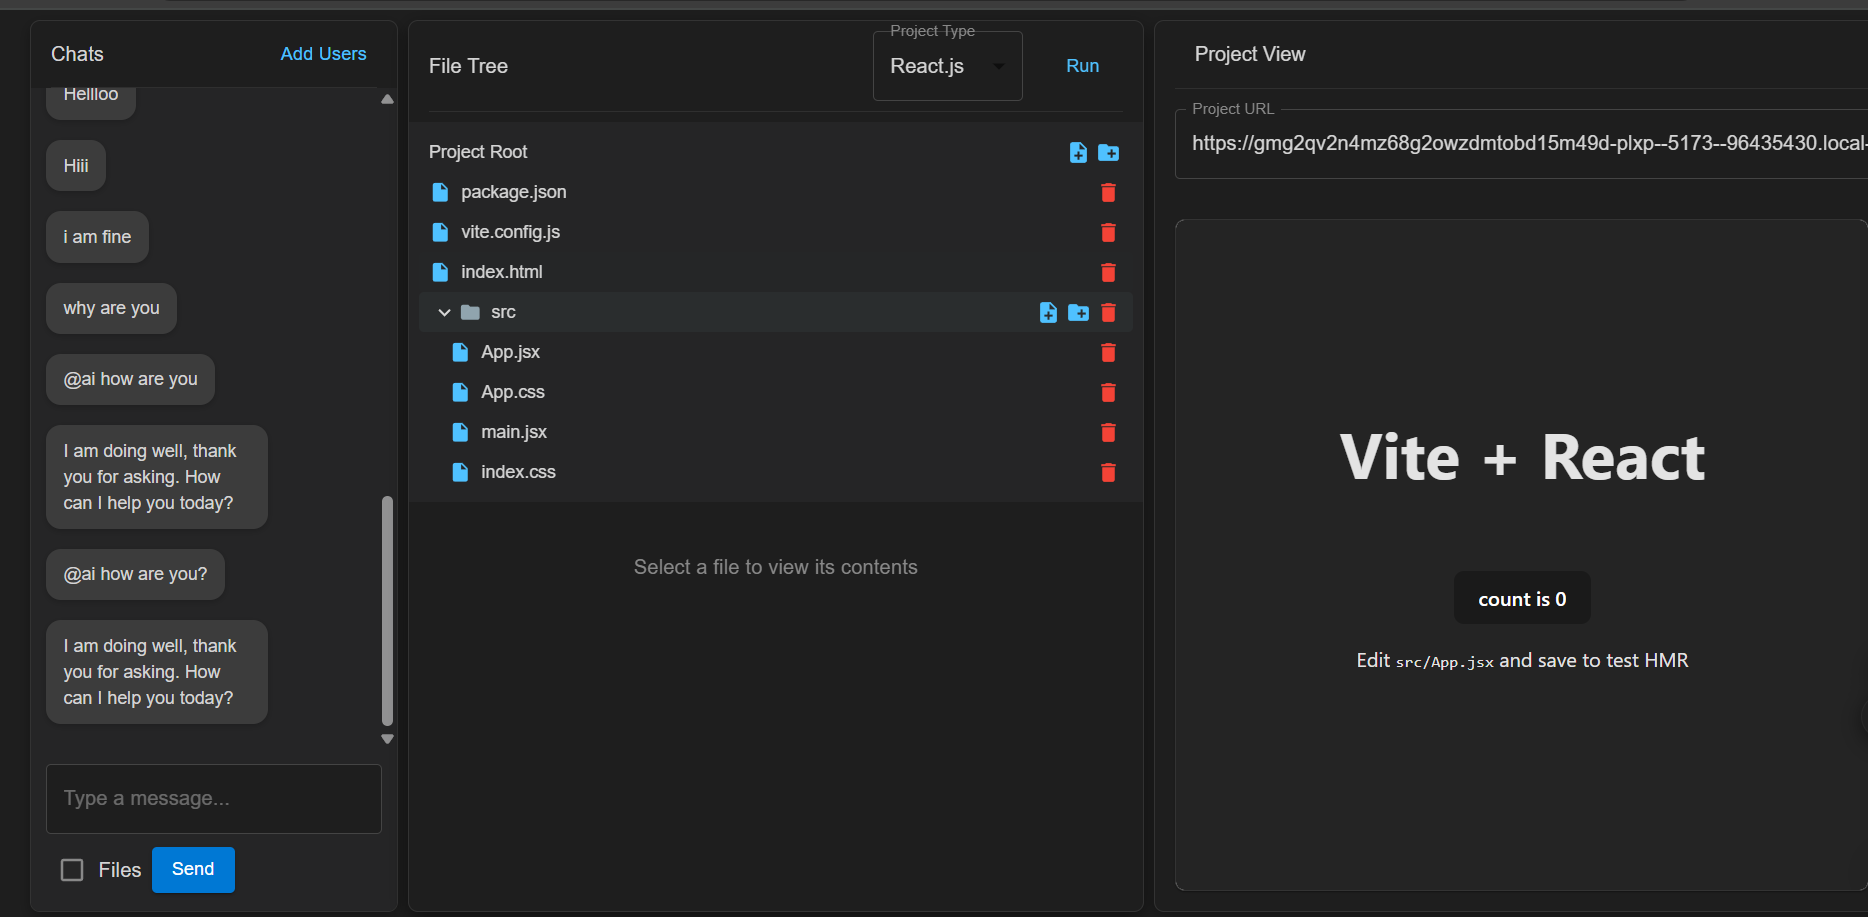 Chats
Add Users
Hellloo
Hiii
i am fine
why are you
@ai how are you
I am doing well, thank
you for asking. How
can I help you today?
@ai how are you?
I am doing well, thank
you for asking. How
can I help you today?
Type a message...
Files
Send
File Tree
Project Type
React.js
Run
Project Root
package.json
vite.config.js
index.html
src
App.jsx
App.css
main.jsx
index.css
Select a file to view its contents
Project View
Project URL
https://gmg2qv2n4mz68g2owzdmtobd15m49d-plxp--5173--96435430.local-
Vite + React
count is 0
Edit src/App.jsx and save to test HMR